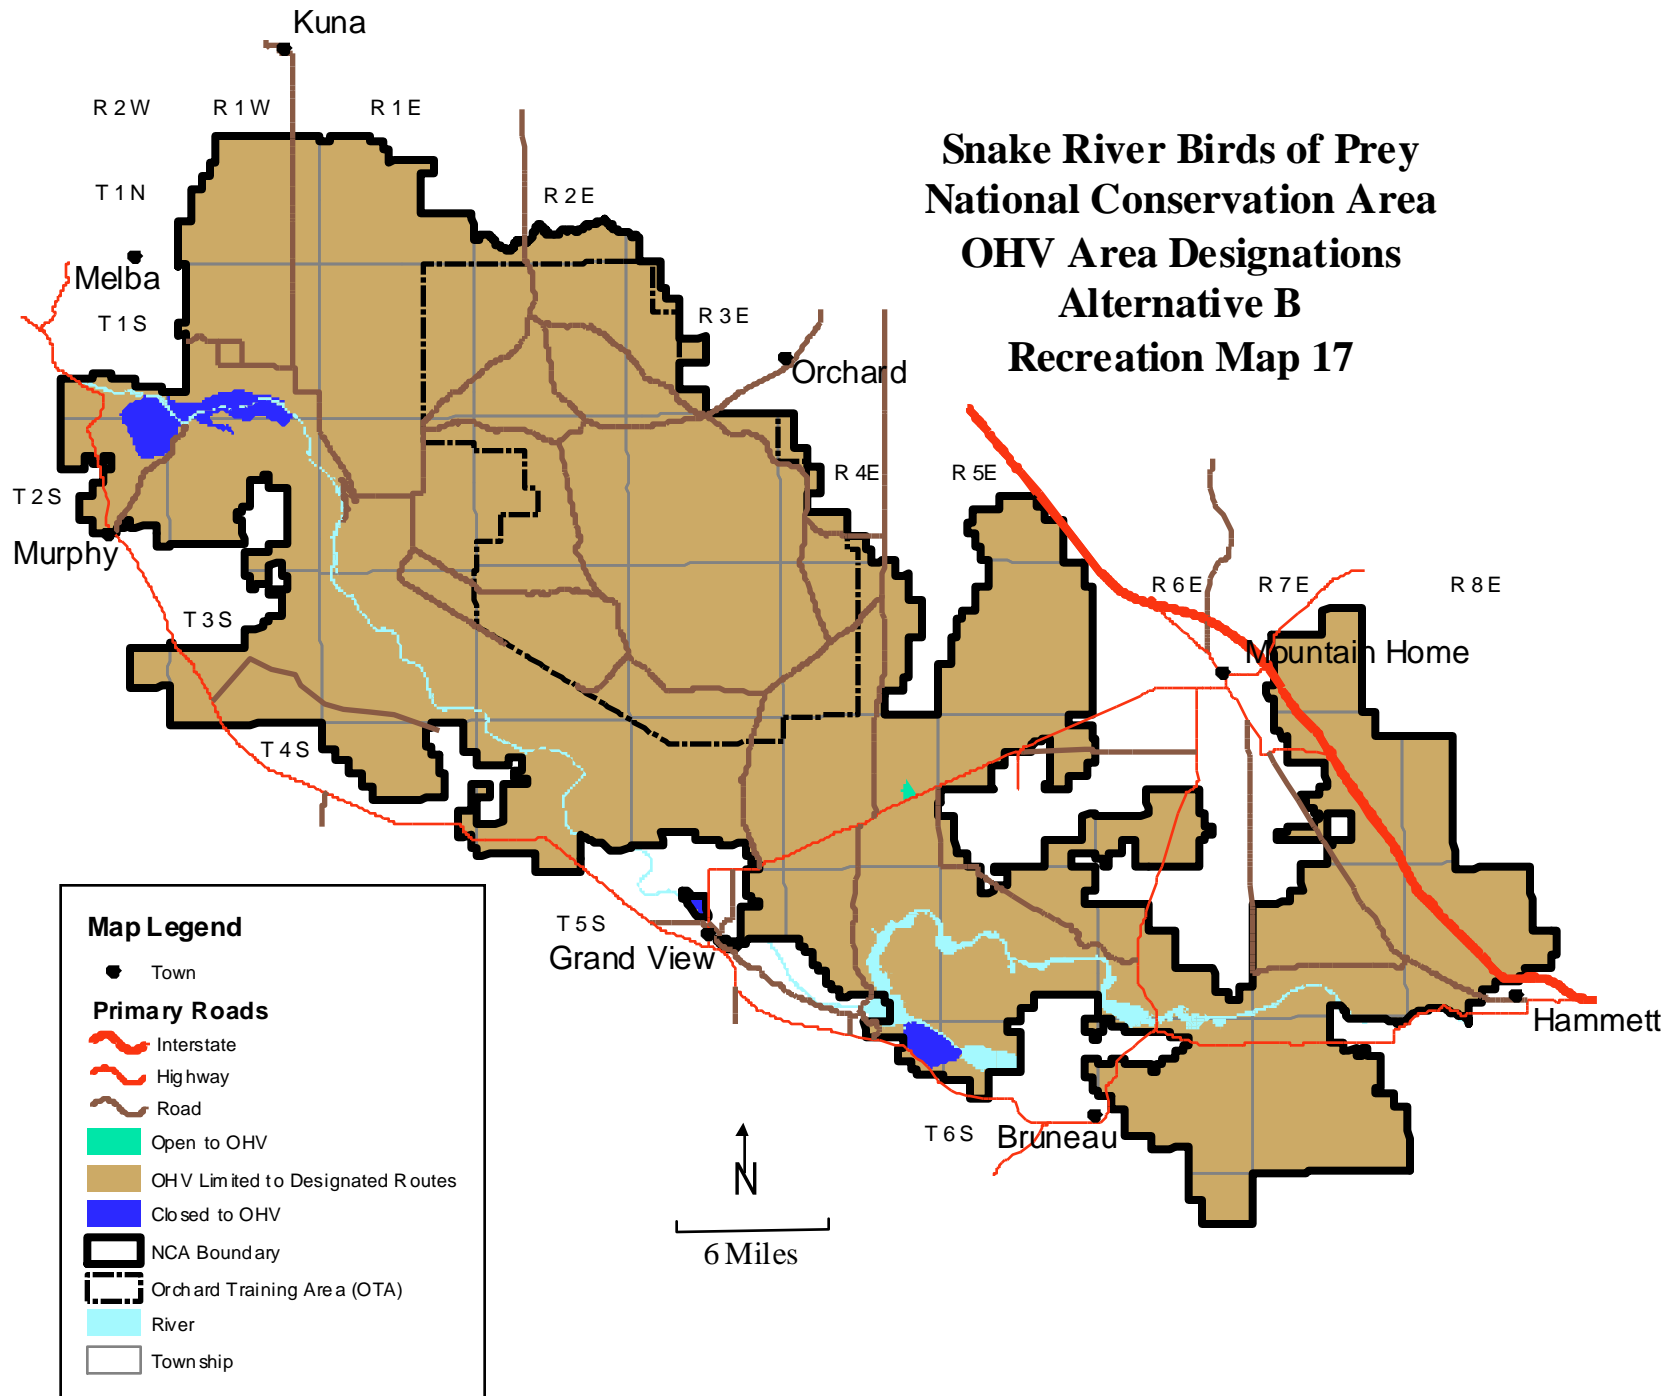 Kuna
R 2 W
R 1 W
R 1 E
Snake River Birds of Prey
National Conservation Area
OHV Area Designations
Alternative B
Recreation Map 17
T 1 N
R 2 E
Melba
T 1 S
R 3 E
Orchard
R 4 E
R 5 E
T 2 S
Murphy
R 6 E
R 7 E
R 8 E
T 3 S
Mountain Home
T 4 S
T 5 S
Grand View
Hammett
T 6 S
Bruneau
N
6 Miles
Map Legend
Town
Primary Roads
Interstate
Highway
Road
Open to OHV
OHV Limited to Designated Routes
Closed to OHV
NCA Boundary
Orchard Training Area (OTA)
River
Township